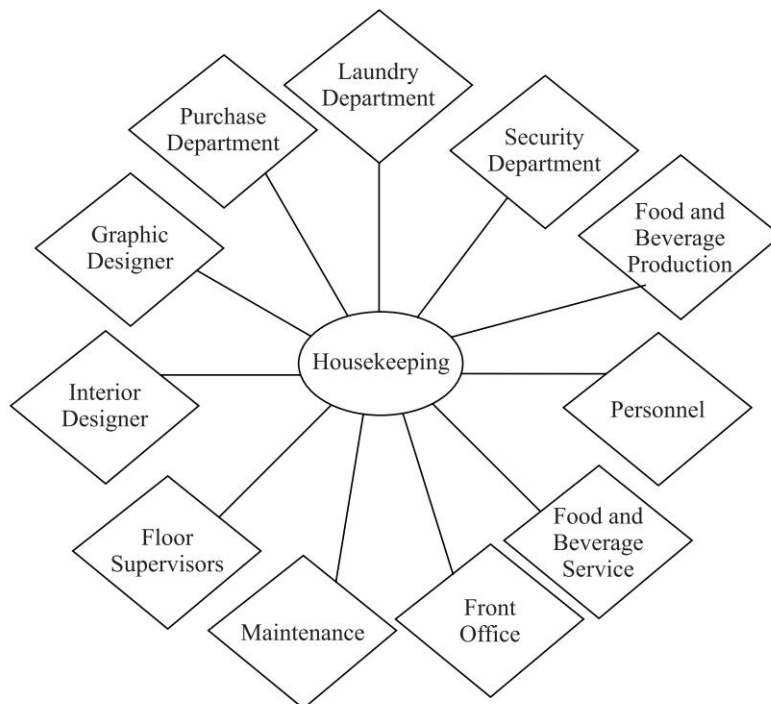 Laundry
Department
Purchase
Department
Security
Department
Food and
Beverage
Production
Graphic
Designer
Housekeeping
Interior
Designer
Personnel
Floor
Supervisors
Food and
Beverage
Service
Maintenance
Front
Office